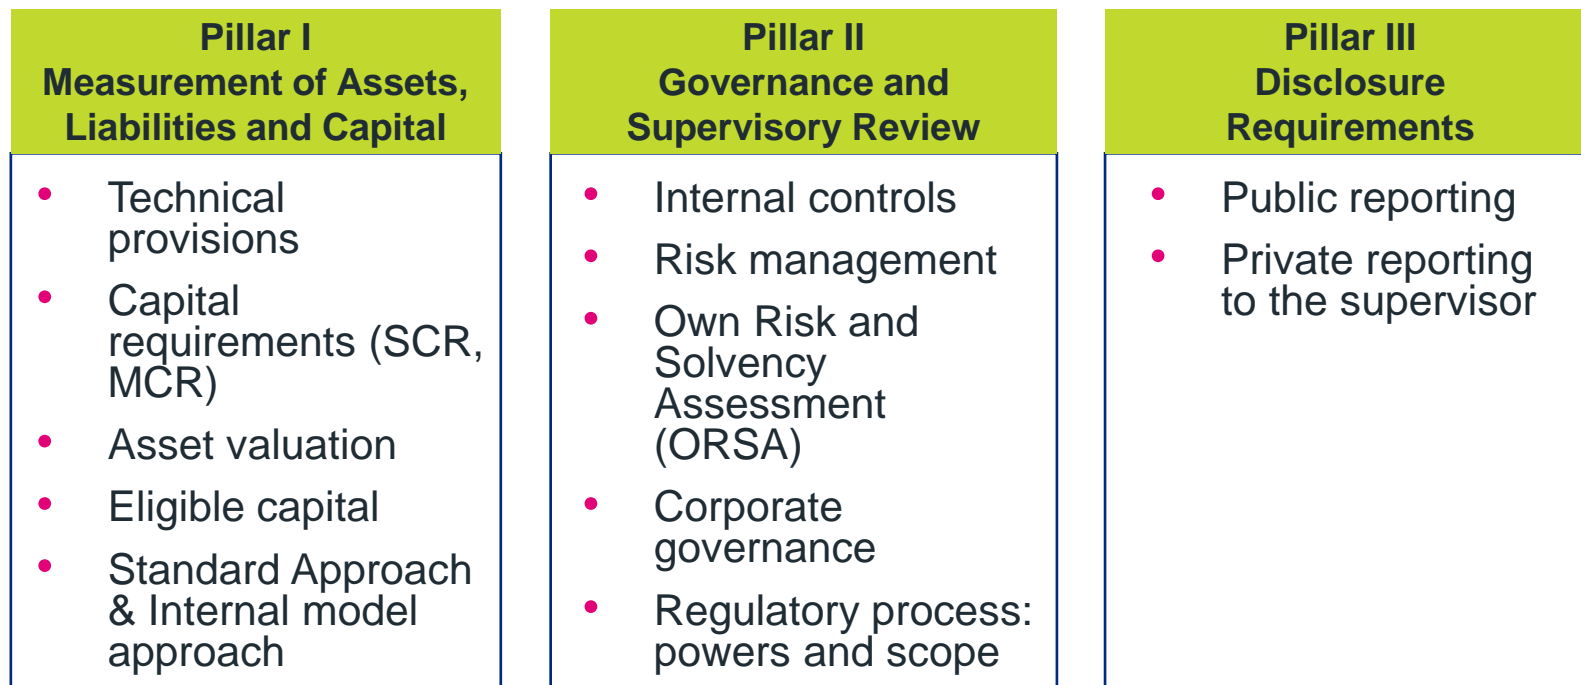 Pillar I
Measurement of Assets,
Liabilities and Capital
• Technical
provisions
• Capital
requirements (SCR,
MCR)
• Asset valuation
• Eligible capital
• Standard Approach
& Internal model
approach
Pillar II
Governance and
Supervisory Review
• Internal controls
• Risk management
• Own Risk and
Solvency
Assessment
(ORSA)
• Corporate
governance
• Regulatory process:
powers and scope
Pillar III
Disclosure
Requirements
• Public reporting
• Private reporting
to the supervisor